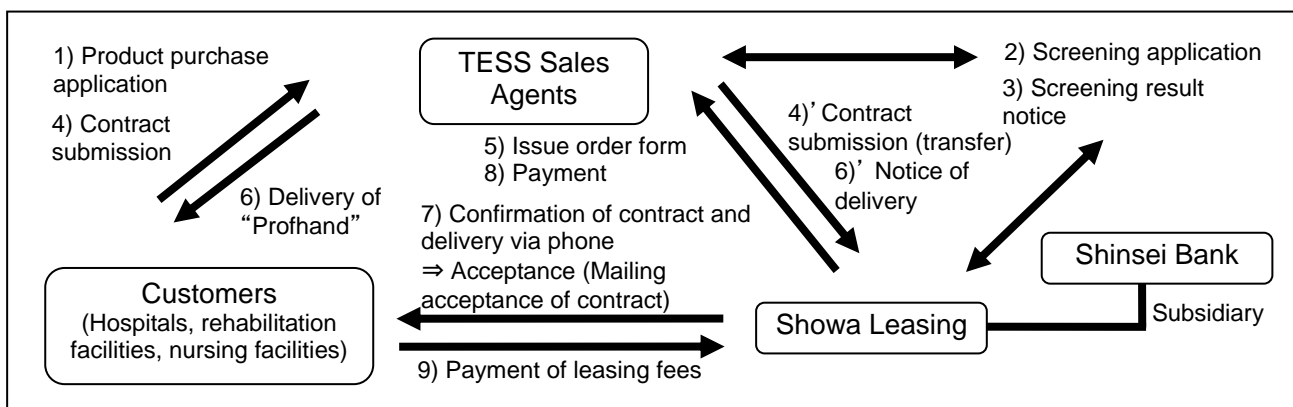 1) Product purchase
application
4) Contract
submission
TESS Sales
Agents
2) Screening application
3) Screening result
notice
5) Issue order form
8) Payment
4)’ Contract
submission (transfer)
6)’ Notice of
delivery
6) Delivery of
“Profhand”
7) Confirmation of contract and
delivery via phone
⇒ Acceptance (Mailing
acceptance of contract)
Shinsei Bank
Subsidiary
Customers
(Hospitals, rehabilitation
facilities, nursing facilities)
Showa Leasing
9) Payment of leasing fees